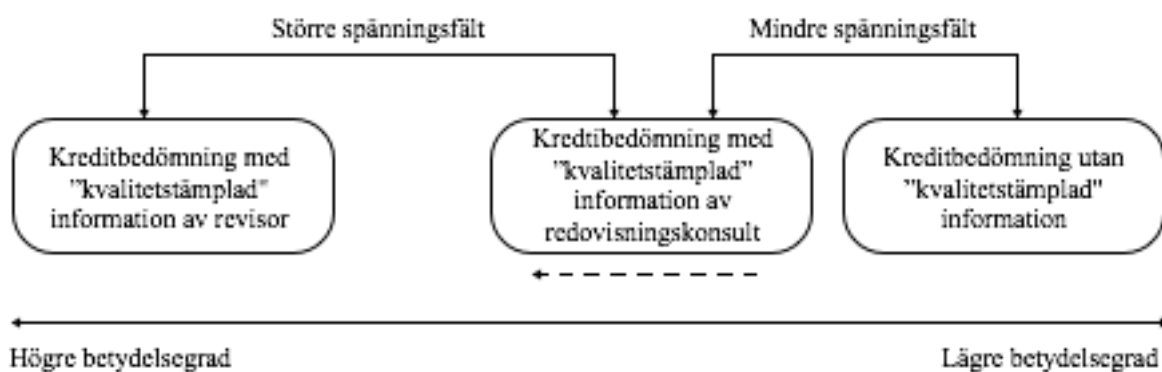 Större spänningsfält
Mindre spänningsfält
Kreditbedömning med
”kvalitetstämplad"
information av revisor
Kredtibedömning med
”kvalitetstämplad”
information av
redovisningskonsult
Kreditbedömning utan
”kvalitetstämplad"
information
Högre betydelsegrad
Lägre betydelsegrad